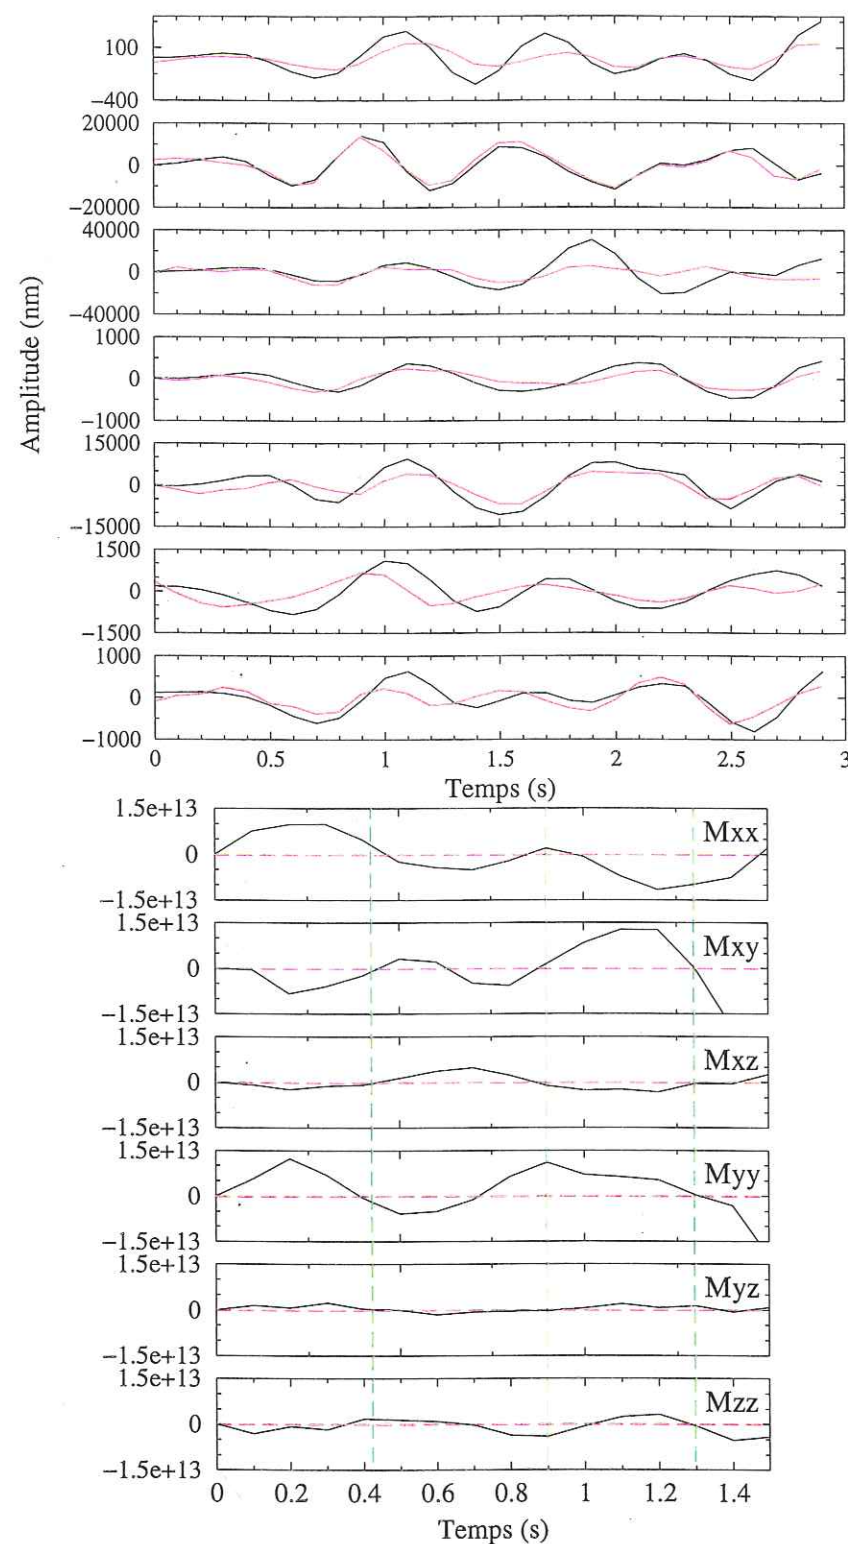 100
−400
20000
0
−20000
40000
0
−40000
1000
0
−1000
15000
0
−15000
1500
0
−1500
1000
0
−1000
Amplitude (nm)
0 0.5 1 1.5 2 2.5 3
Temps (s)
1.5e+13
0
−1.5e+13
Mxx
1.5e+13
0
−1.5e+13
Mxy
1.5e+13
0
−1.5e+13
Mxz
1.5e+13
0
−1.5e+13
Myy
1.5e+13
0
−1.5e+13
Myz
1.5e+13
0
−1.5e+13
Mzz
0 0.2 0.4 0.6 0.8 1 1.2 1.4
Temps (s)